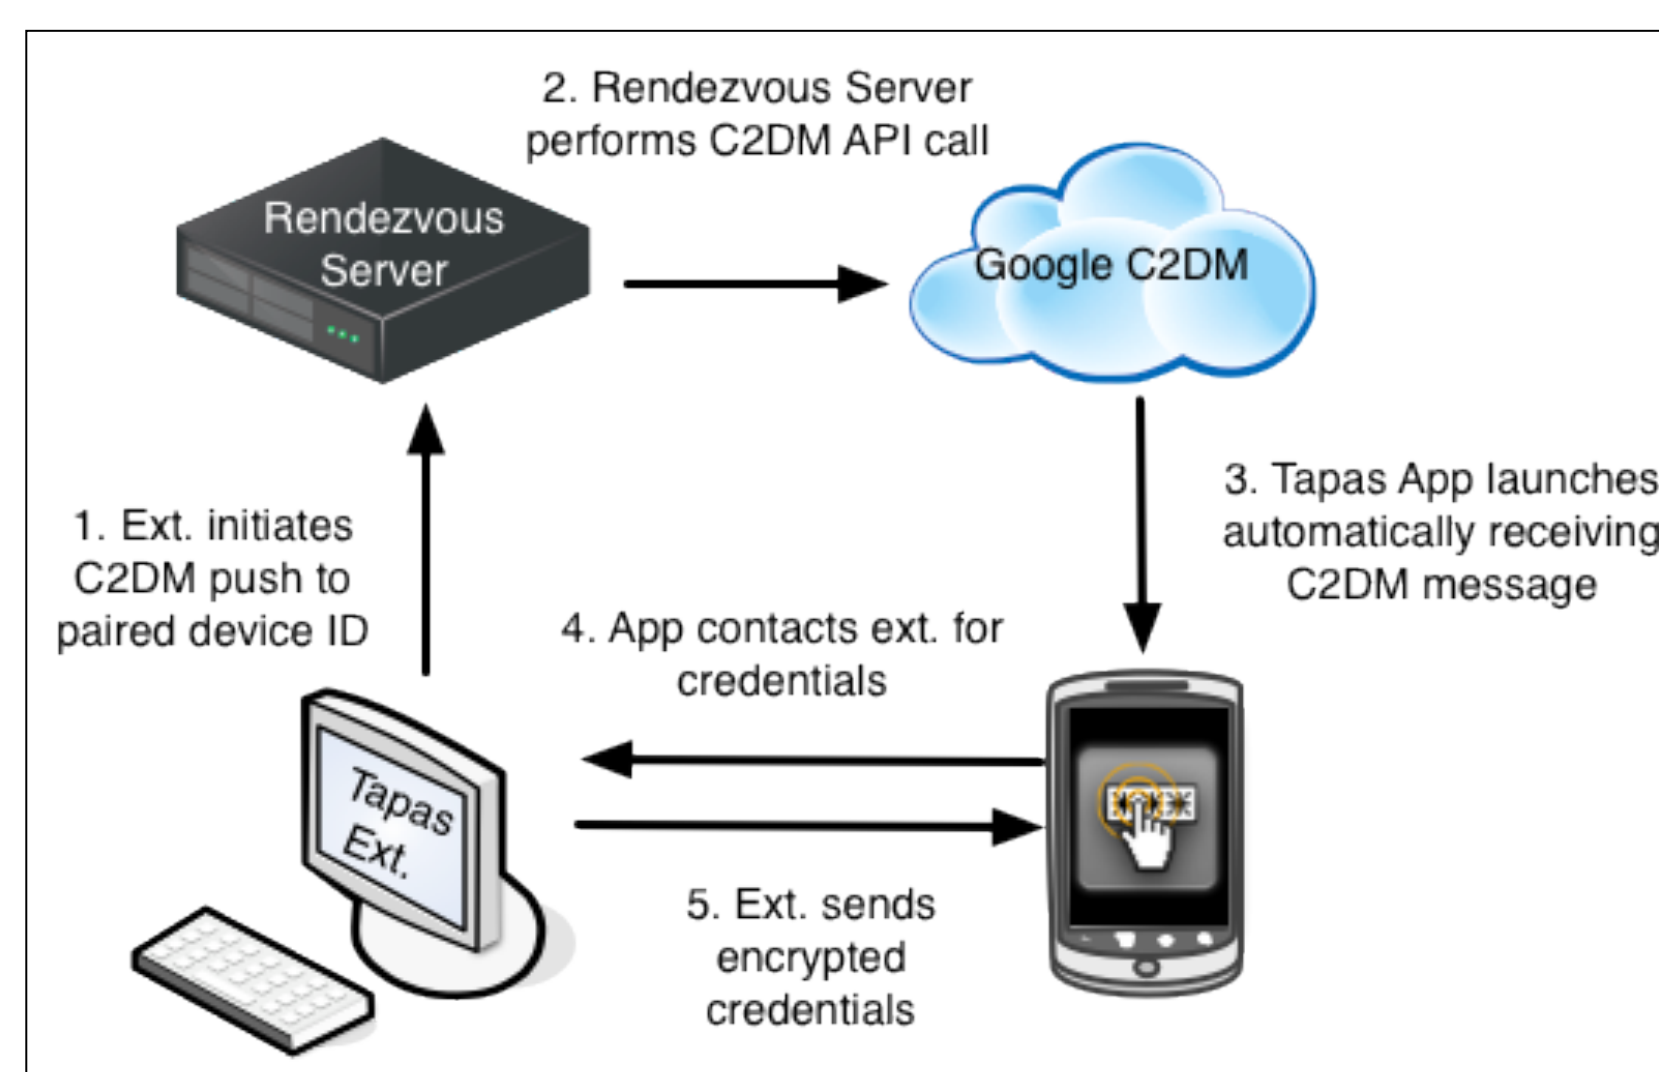 2. Rendezvous Server
performs C2DM API call
Rendezvous
Server
Google C2DM
1. Ext. initiates
C2DM push to
paired device ID
3. Tapas App launches
automatically receiving
C2DM message
4. App contacts ext. for
credentials
Tapas
Ext.
5. Ext. sends
encrypted
credentials